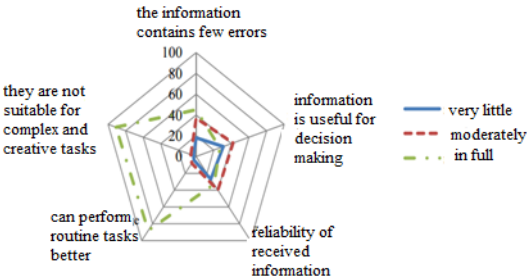 the information
contains few errors
100
80
60
40
20
0
they are not
suitable for
complex and
creative tasks
information
is useful for
decision
making
very little
moderately
in full
can perform
routine tasks
better
reliability of
received
information